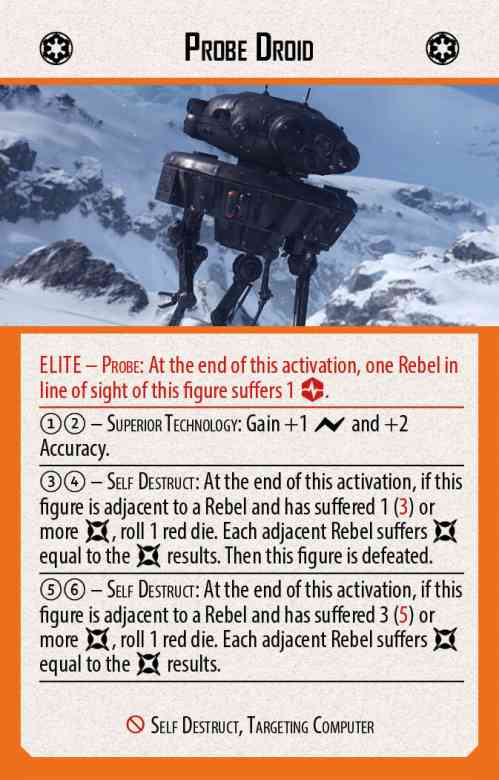 Probe Droid
ELITE – Probe: At the end of this activation, one Rebel in
line of sight of this figure suffers 1 .
①② – Superior Technology: Gain +1 and +2
Accuracy.
③④ – Self Destruct: At the end of this activation, if this
figure is adjacent to a Rebel and has suffered 1 (3) or
more , roll 1 red die. Each adjacent Rebel suffers
equal to the results. Then this figure is defeated.
⑤⑥ – Self Destruct: At the end of this activation, if this
figure is adjacent to a Rebel and has suffered 3 (5) or
more , roll 1 red die. Each adjacent Rebel suffers
equal to the results.
Self Destruct, Targeting Computer